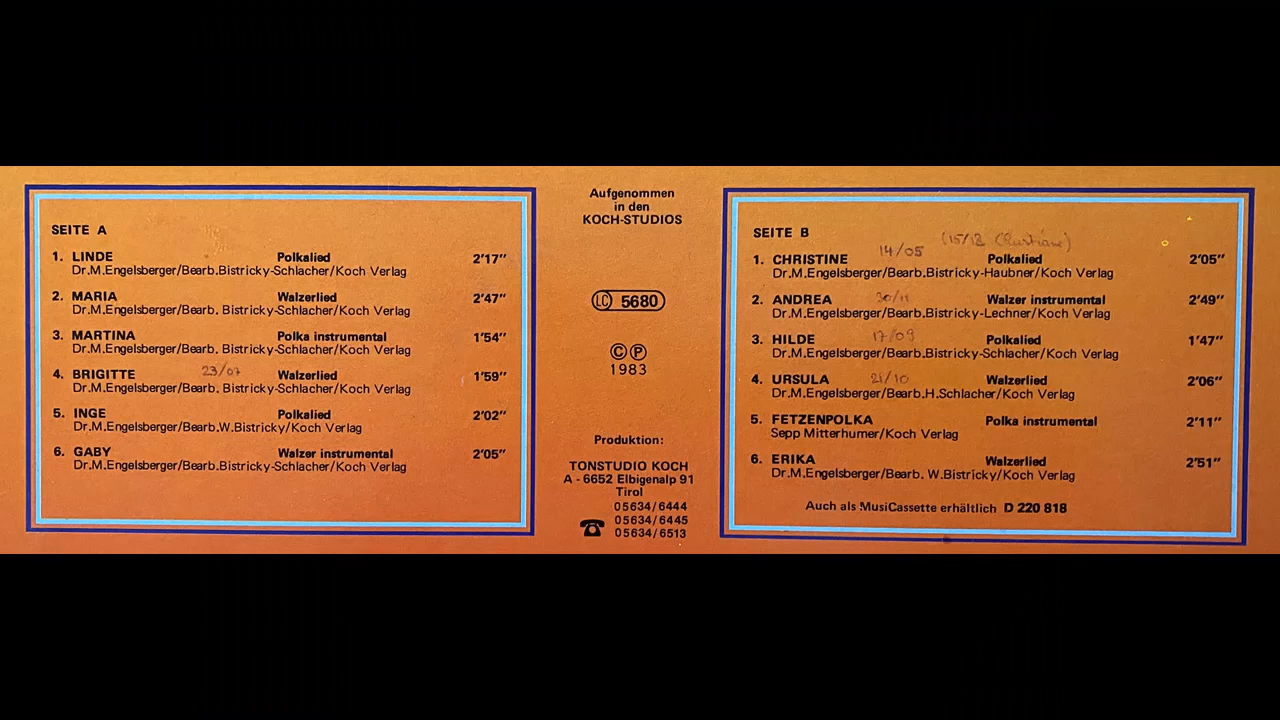 SEITE A
1. LINDE Polkalied 2'17"
Dr.M.Engelsberger/Bearb.Bistricky-Schlacher/Koch Verlag
2. MARIA Walzerlied 2'47"
Dr.M.Engelsberger/Bearb. Bistricky-Schlacher/Koch Verlag
3. MARTINA Polka instrumental 1'54"
Dr.M.Engelsberger/Bearb. Bistricky-Schlacher/Koch Verlag
4. BRIGITTE 23/07 Walzerlied 1'59"
Dr.M.Engelsberger/Bearb. Bistricky-Schlacher/Koch Verlag
5. INGE Polkalied 2'02"
Dr.M.Engelsberger/Bearb.W.Bistricky/Koch Verlag
6. GABY Walzer instrumental 2'05"
Dr.M.Engelsberger/Bearb.Bistricky-Schlacher/Koch Verlag
Aufgenommen
in den
KOCH-STUDIOS
LC 5680
© ℗
1983
Produktion:
TONSTUDIO KOCH
A - 6652 Elbigenalp 91
Tirol
05634/6444
05634/6445
05634/6513
SEITE B
(15/12
1. CHRISTINE 14/05 Polkalied 2'05"
Dr.M.Engelsberger/Bearb.Bistricky-Haubner/Koch Verlag
2. ANDREA 30/11 Walzer instrumental 2'49"
Dr.M.Engelsberger/Bearb.Bistricky-Lechner/Koch Verlag
3. HILDE 17/09 Polkalied 1'47"
Dr.M.Engelsberger/Bearb.Bistricky-Schlacher/Koch Verlag
4. URSULA 21/10 Walzerlied 2'06"
Dr.M.Engelsberger/Bearb.H.Schlacher/Koch Verlag
5. FETZENPOLKA Polka instrumental 2'11"
Sepp Mitterhumer/Koch Verlag
6. ERIKA Walzerlied 2'51"
Dr.M.Engelsberger/Bearb. W.Bistricky/Koch Verlag
Auch als MusiCassette erhältlich D 220 818